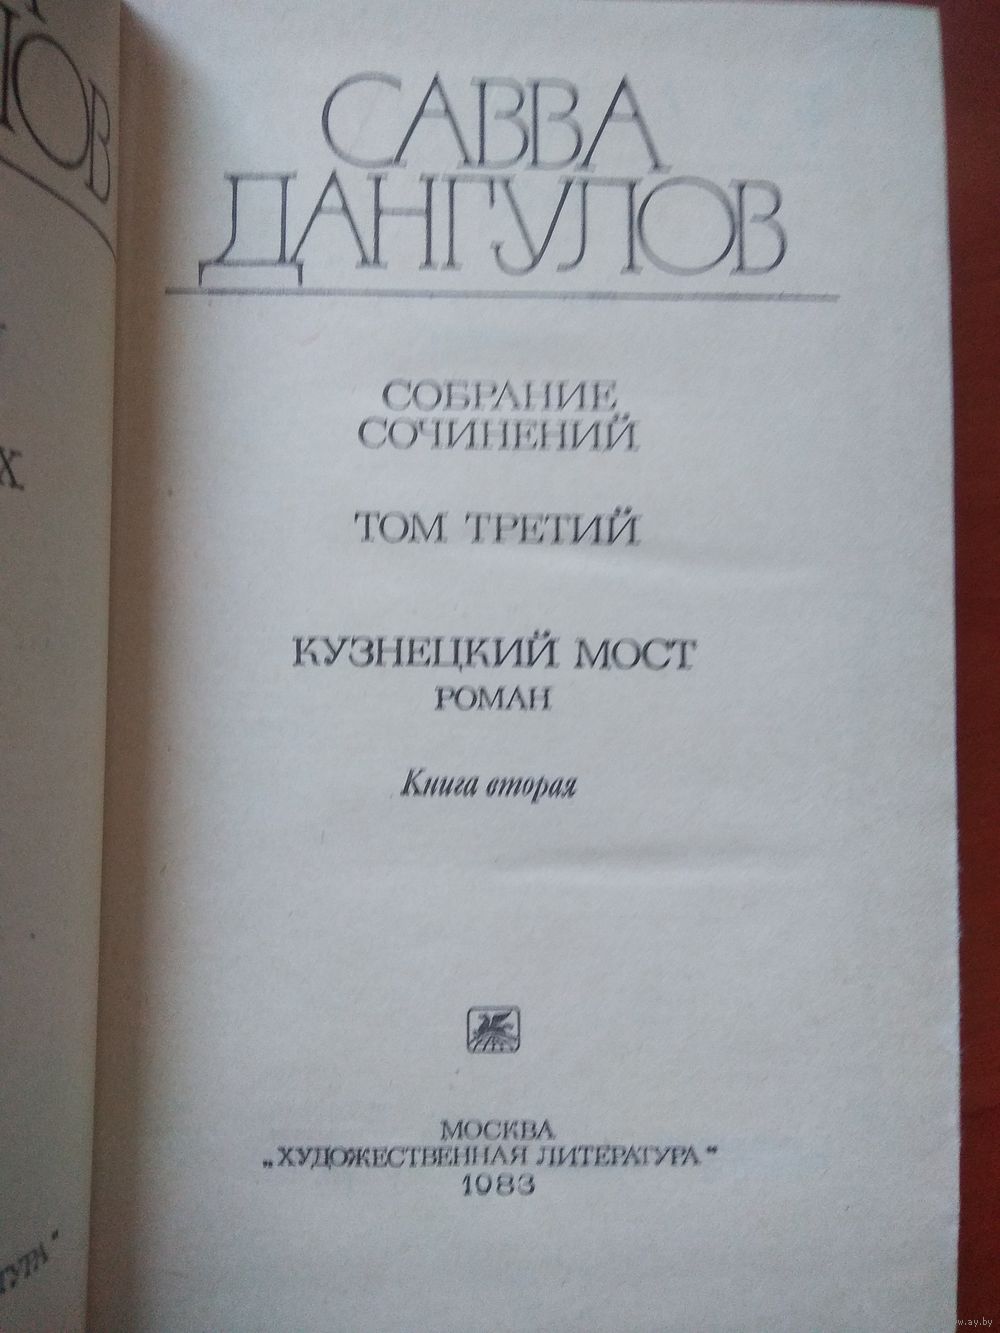 САВВА
ДАНГУЛОВ
СОБРАНИЕ
СОЧИНЕНИЙ
ТОМ ТРЕТИЙ
КУЗНЕЦКИЙ МОСТ
РОМАН
Книга вторая
МОСКВА
„ХУДОЖЕСТВЕННАЯ ЛИТЕРАТУРА“
1983